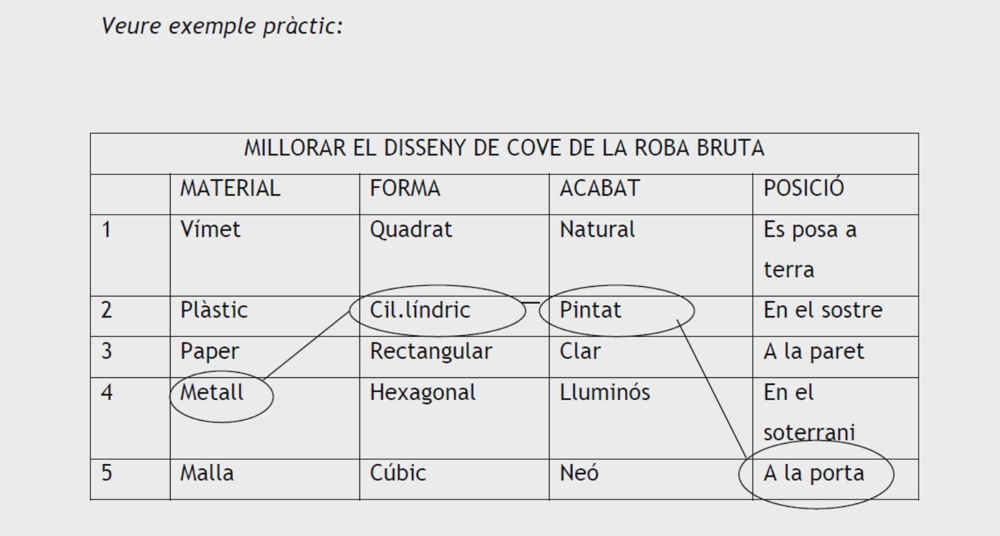 Veure exemple pràctic:
MILLORAR EL DISSENY DE COVE DE LA ROBA BRUTA
MATERIAL FORMA ACABAT POSICIÓ
1 Vímet Quadrat Natural Es posa a
terra
2 Plàstic Cil.líndric Pintat En el sostre
3 Paper Rectangular Clar A la paret
4 Metall Hexagonal Lluminós En el
soterrani
5 Malla Cúbic Neó A la porta